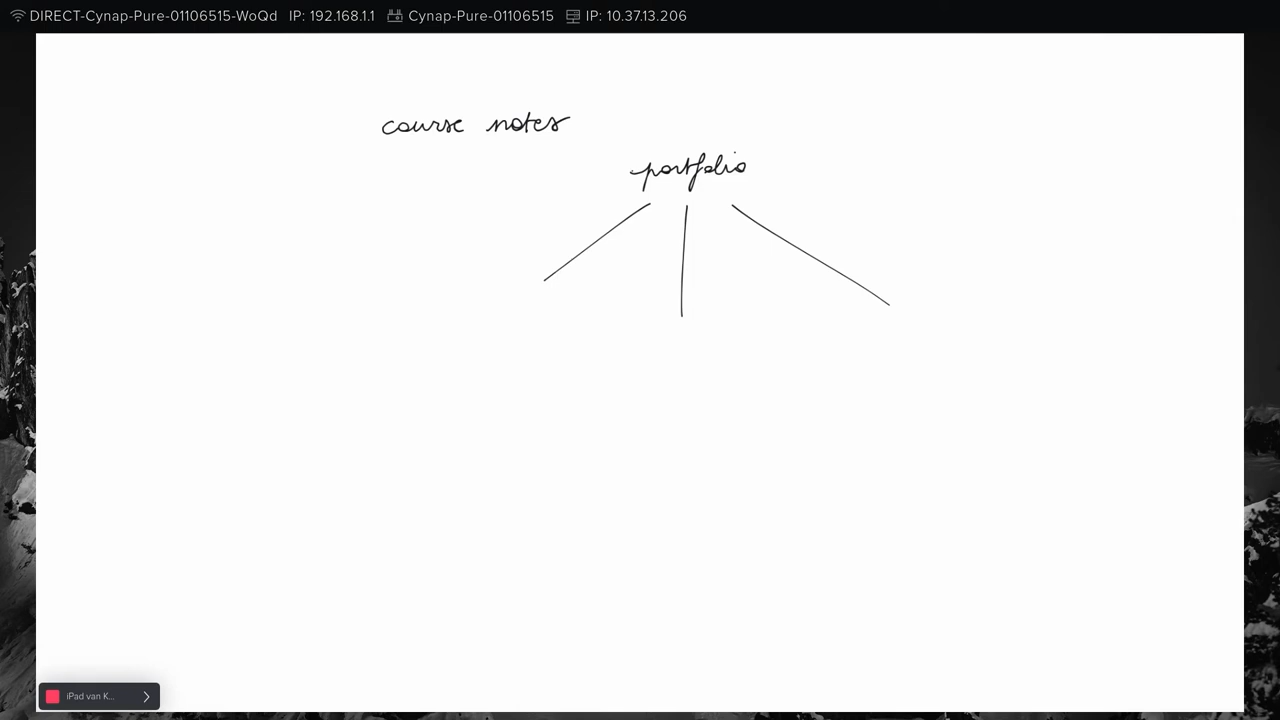 DIRECT-Cynap-Pure-01106515-WoQd IP: 192.168.1.1 Cynap-Pure-01106515 IP: 10.37.13.206
course notes
portfolio
iPad van K...